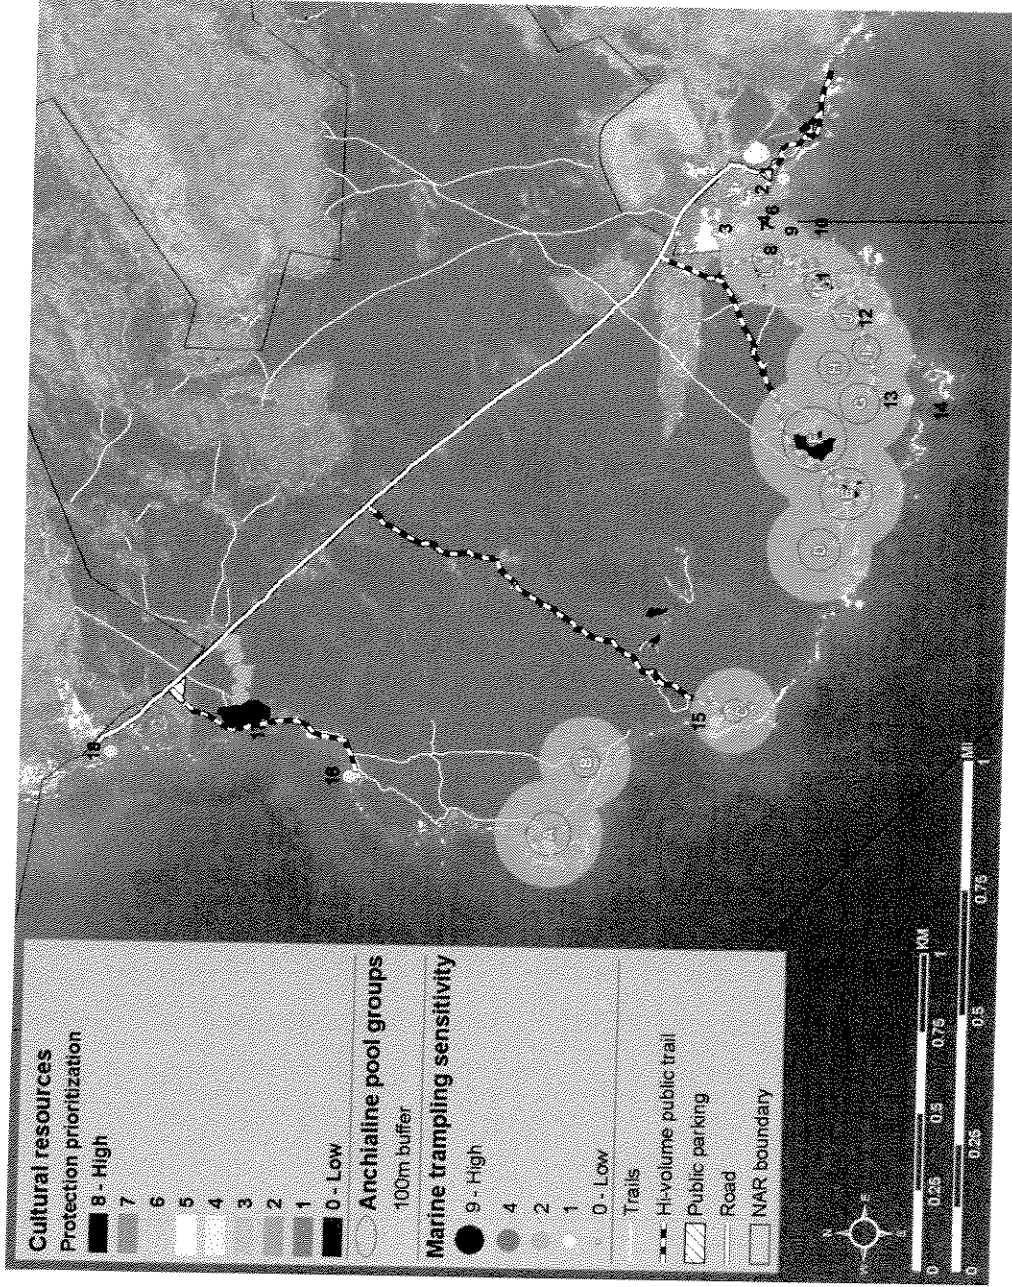 Cultural resources
Protection prioritization
8 - High
7
6
5
4
3
2
1
0 - Low
Anchialine pool groups
100m buffer
Marine trampling sensitivity
9 - High
4
2
1
0 - Low
Trails
Hi-volume public trail
Public parking
Road
NAR boundary
N
E
S
W
KM
0
0.25
0.5
0.75
1
MI
0
0.25
0.5
0.75
1
18
16
15
A
B
C
D
E
G
H
I
J
2
3
6
8
9
10
12
13
14